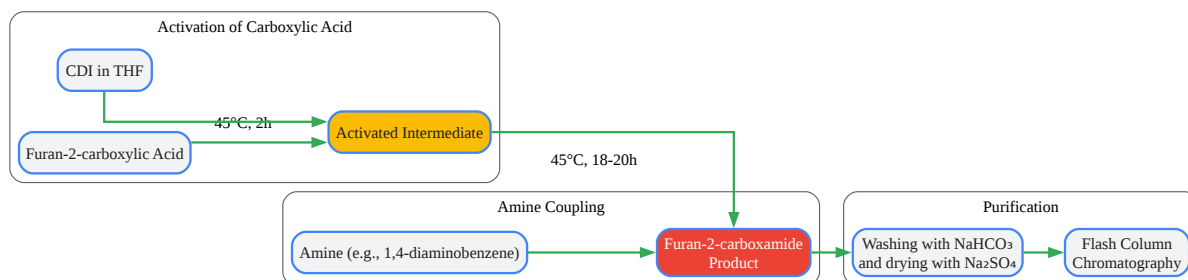 Activation of Carboxylic Acid
CDI in THF
45°C, 2h
Activated Intermediate
Furan-2-carboxylic Acid
45°C, 18-20h
Amine Coupling
Amine (e.g., 1,4-diaminobenzene)
Furan-2-carboxamide
Product
Purification
Washing with NaHCO₃
and drying with Na₂SO₄
Flash Column
Chromatography